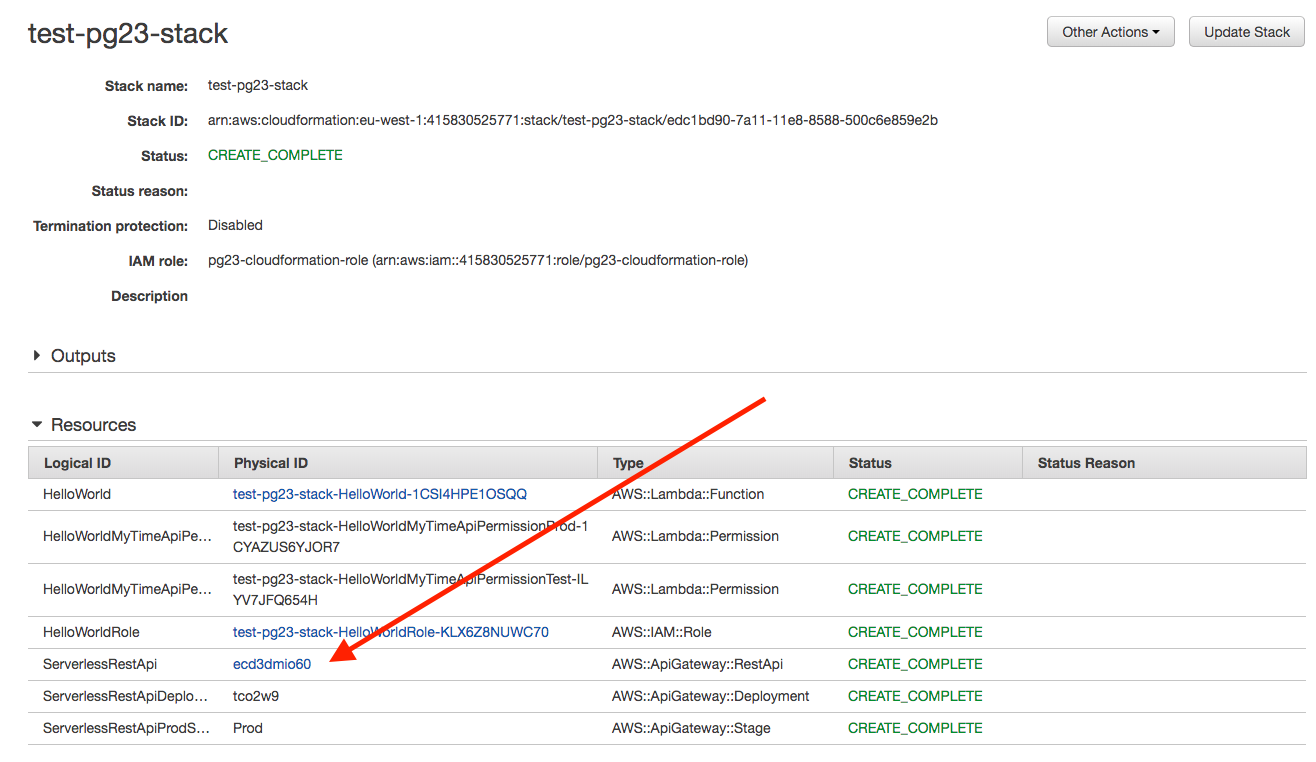 test-pg23-stack
Other Actions
Update Stack
Stack name: test-pg23-stack
Stack ID: arn:aws:cloudformation:eu-west-1:415830525771:stack/test-pg23-stack/edc1bd90-7a11-11e8-8588-500c6e859e2b
Status: CREATE_COMPLETE
Status reason:
Termination protection: Disabled
IAM role: pg23-cloudformation-role (arn:aws:iam::415830525771:role/pg23-cloudformation-role)
Description
Outputs
Resources
Logical ID Physical ID Type Status Status Reason
HelloWorld test-pg23-stack-HelloWorld-1CSI4HPE1OSQQ AWS::Lambda::Function CREATE_COMPLETE
HelloWorldMyTimeApiPe... test-pg23-stack-HelloWorldMyTimeApiPermissionProd-1 AWS::Lambda::Permission CREATE_COMPLETE
CYAZUS6YJOR7
HelloWorldMyTimeApiPe... test-pg23-stack-HelloWorldMyTimeApiPermissionTest-IL AWS::Lambda::Permission CREATE_COMPLETE
YV7JFQ654H
HelloWorldRole test-pg23-stack-HelloWorldRole-KLX6Z8NUWC70 AWS::IAM::Role CREATE_COMPLETE
ServerlessRestApi ecd3dmio60 AWS::ApiGateway::RestApi CREATE_COMPLETE
ServerlessRestApiDeplo... tco2w9 AWS::ApiGateway::Deployment CREATE_COMPLETE
ServerlessRestApiProdS... Prod AWS::ApiGateway::Stage CREATE_COMPLETE